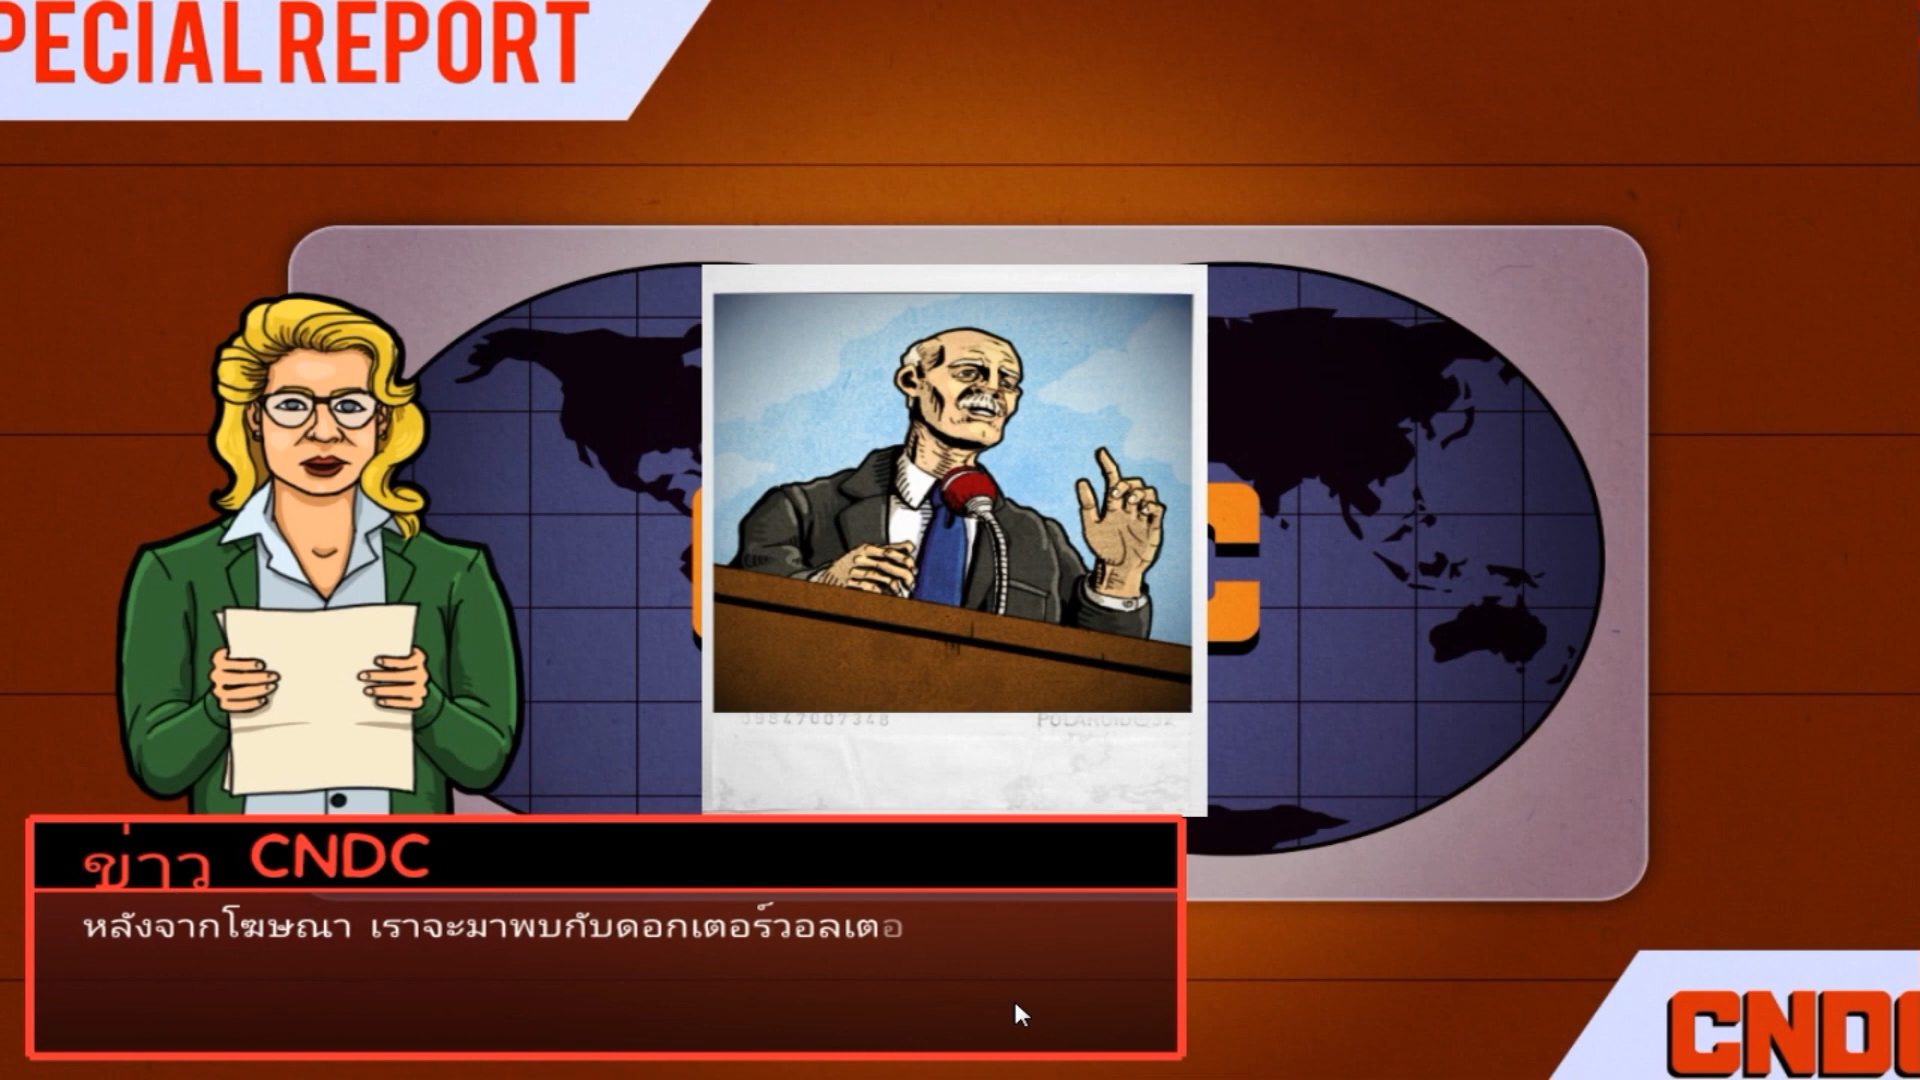 PECIAL REPORT
09847007348
ข่าว CNDC
หลังจากโฆษณา เราจะมาพบกับดอกเตอร์วอลเตอ
CNDC